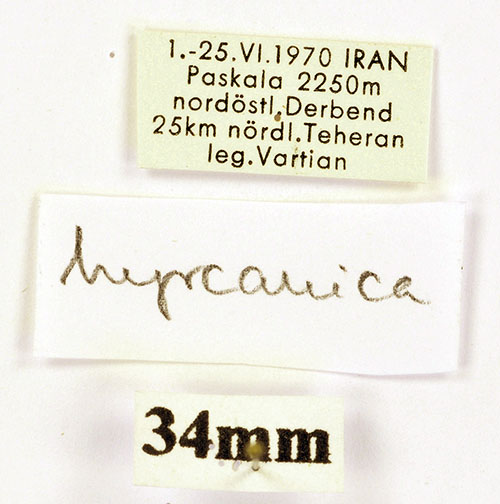 1.-25.VI.1970 IRAN
Paskala 2250m
nordöstl.Derbend
25km nördl.Teheran
leg.Vartian
hyrcanica
34mm